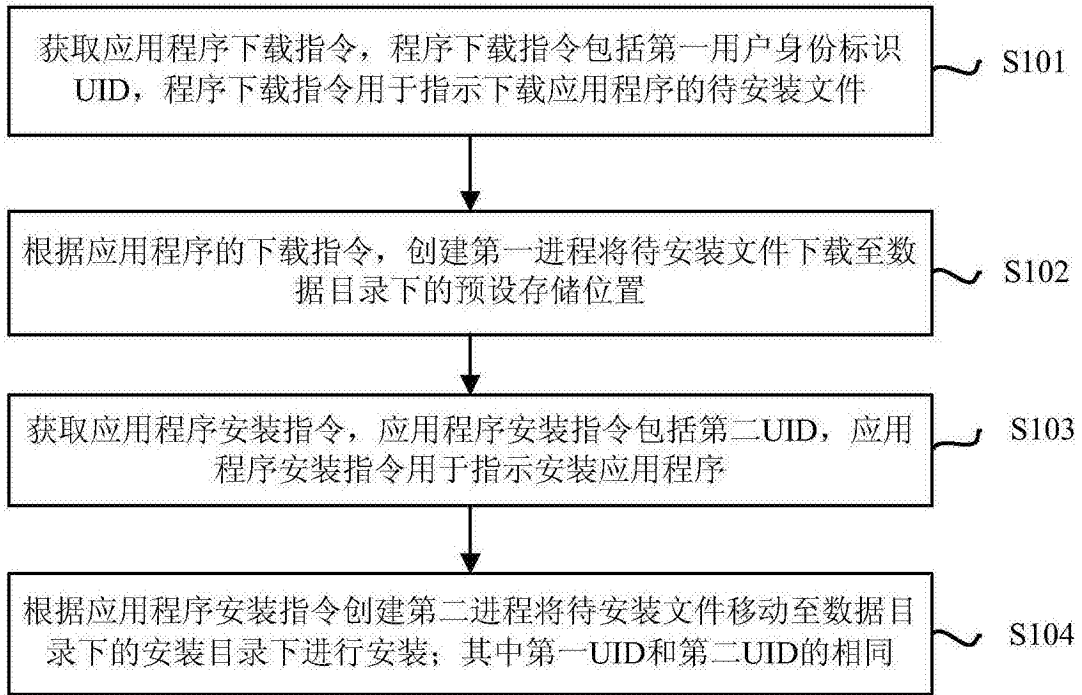 获取应用程序下载指令，程序下载指令包括第一用户身份标识
UID，程序下载指令用于指示下载应用程序的待安装文件
S101
根据应用程序的下载指令，创建第一进程将待安装文件下载至数
据目录下的预设存储位置
S102
获取应用程序安装指令，应用程序安装指令包括第二UID，应用
程序安装指令用于指示安装应用程序
S103
根据应用程序安装指令创建第二进程将待安装文件移动至数据目
录下的安装目录下进行安装；其中第一UID和第二UID的相同
S104